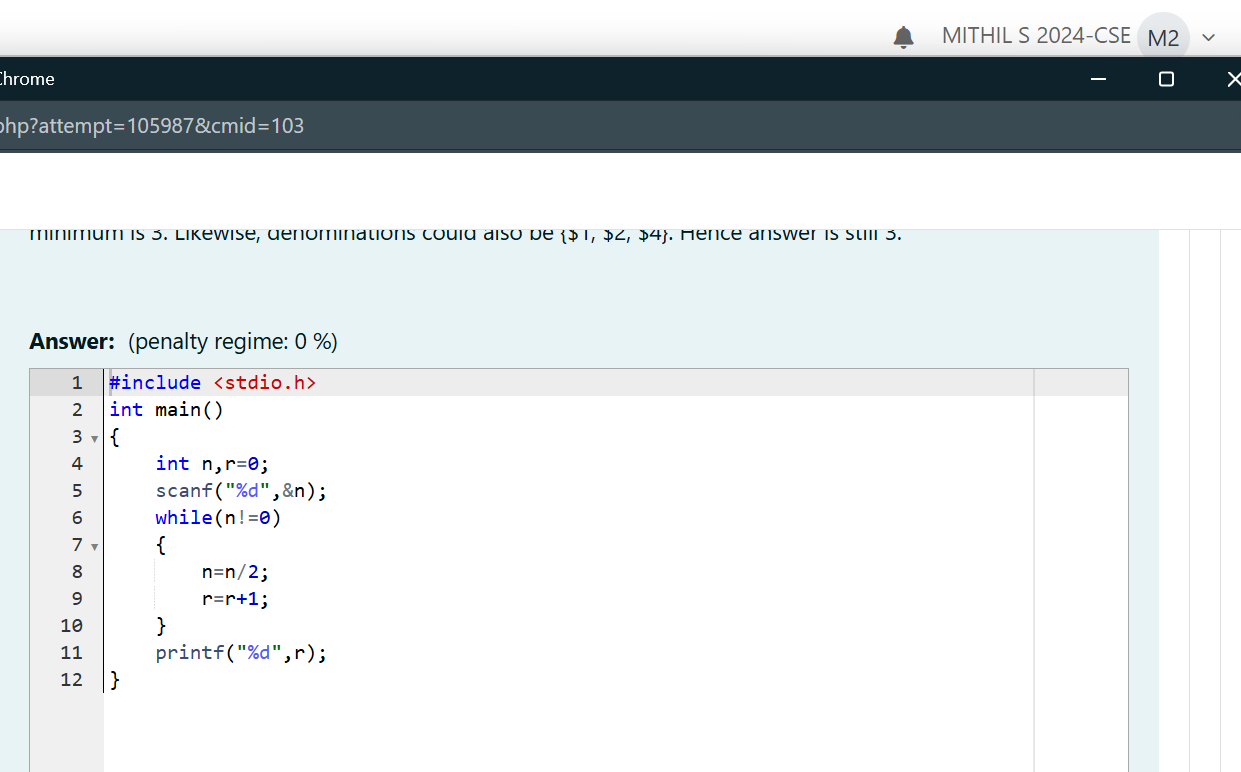 MITHIL S 2024-CSE M2
Chrome
php?attempt=105987&cmid=103
minimum is 3. Likewise, denominations could also be {$1, $2, $4}. Hence answer is still 3.
Answer: (penalty regime: 0 %)
1 #include <stdio.h>
2 int main()
3 {
4     int n,r=0;
5     scanf("%d",&n);
6     while(n!=0)
7     {
8         n=n/2;
9         r=r+1;
10     }
11     printf("%d",r);
12 }